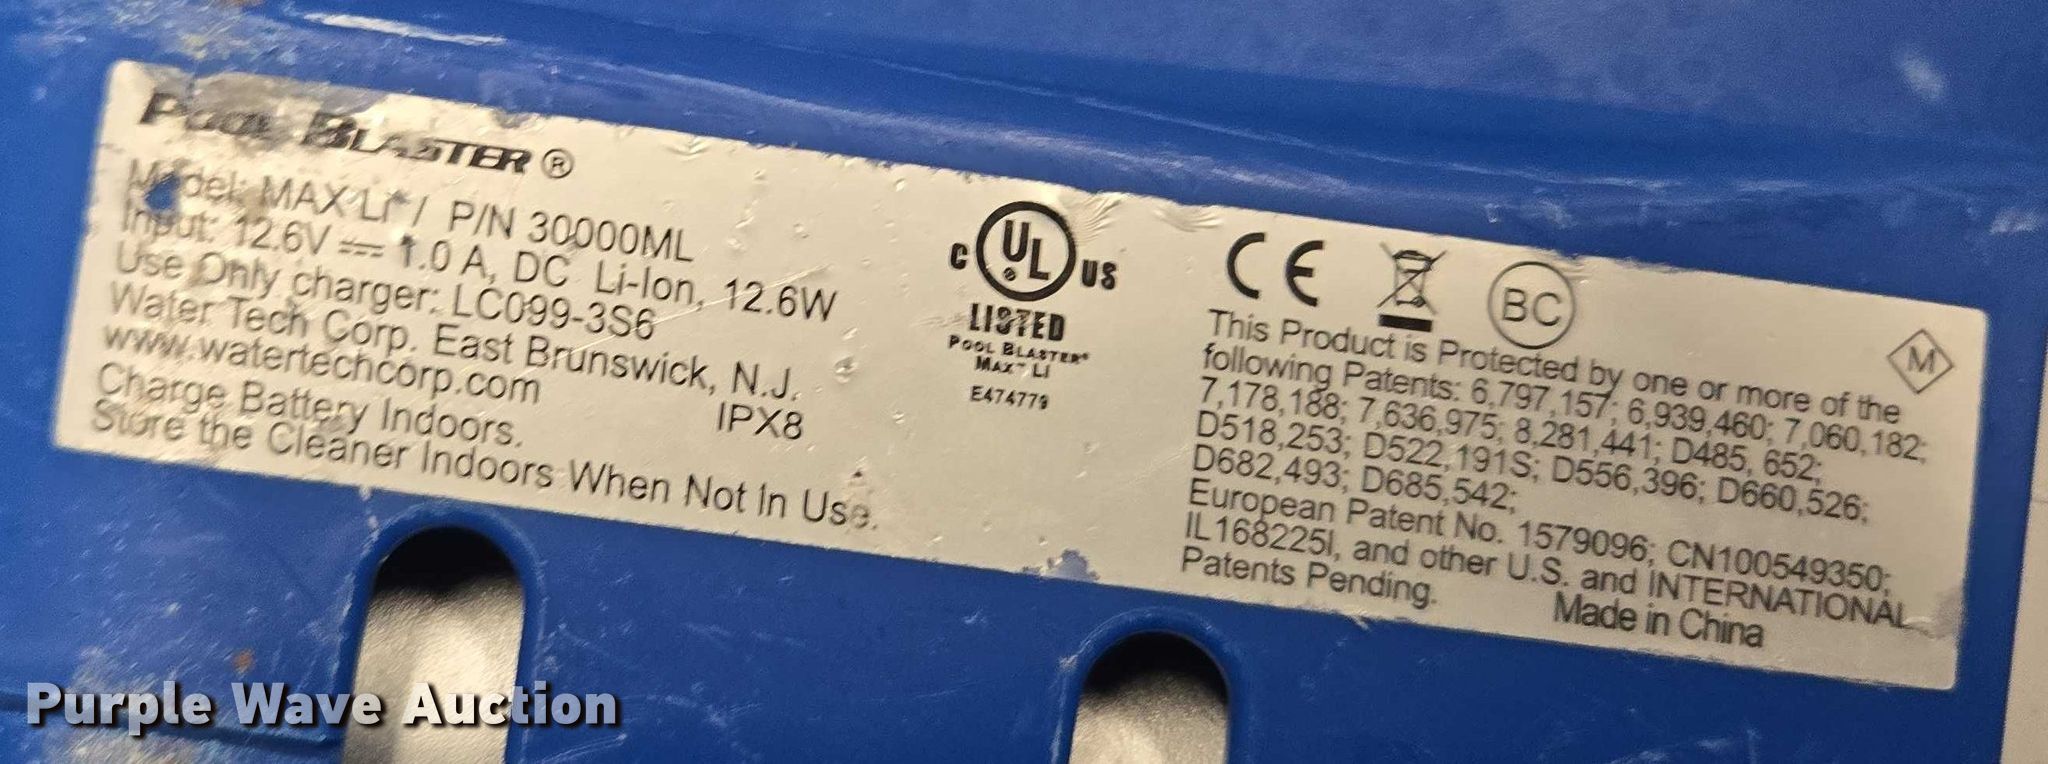 POOL BLASTER®
Model: MAX Li / P/N 30000ML
Input: 12.6V ⎓ 1.0 A, DC Li-Ion, 12.6W
Use Only charger: LC099-3S6
Water Tech Corp. East Brunswick, N.J.
www.watertechcorp.com
IPX8
Charge Battery Indoors.
Store the Cleaner Indoors When Not In Use.
C UL ® US
LISTED
POOL BLASTER®
MAX™ LI
E474779
CE BC
M
This Product is Protected by one or more of the
following Patents: 6,797,157; 6,939,460; 7,060,182;
7,178,188; 7,636,975; 8,281,441; D485, 652;
D518,253; D522,191S; D556,396; D660,526;
D682,493; D685,542;
European Patent No. 1579096; CN100549350;
IL168225I, and other U.S. and INTERNATIONAL
Patents Pending.
Made in China
Purple Wave Auction